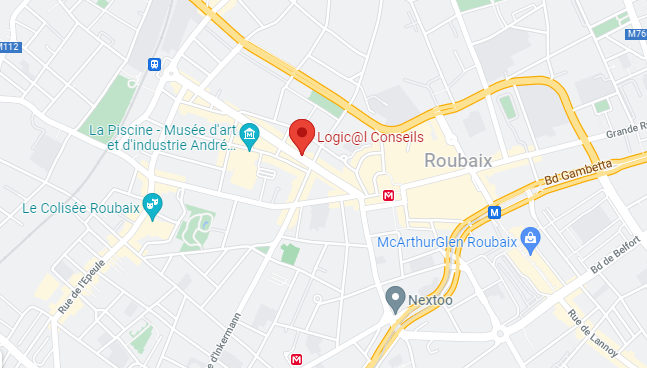 M112
M76
La Piscine - Musée d'art
et d'industrie André...
Logic@l Conseils
Roubaix
Grande R
Bd Gambetta
M
Le Colisée Roubaix
M
McArthurGlen Roubaix
Bd de Belfort
Rue de l'Epeule
Nextoo
e d'Inkermann
Rue de Lannoy
M